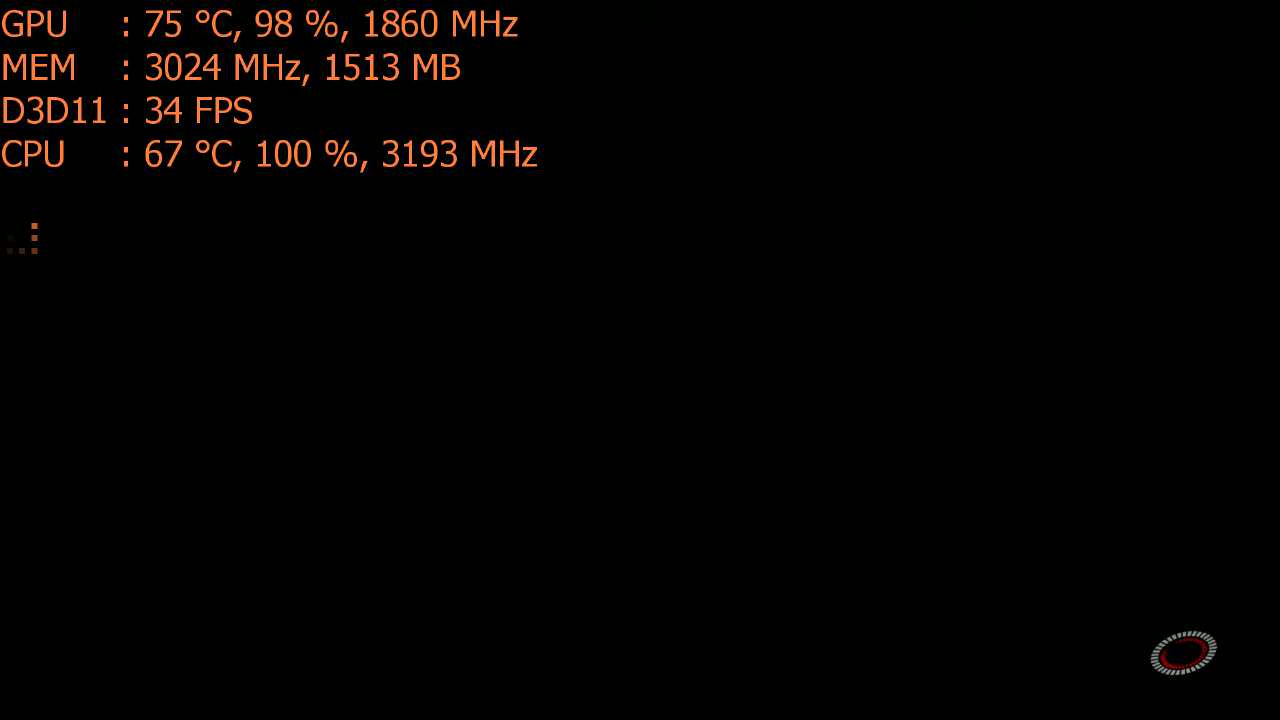 GPU : 75 °C, 98 %, 1860 MHz
MEM : 3024 MHz, 1513 MB
D3D11 : 34 FPS
CPU : 67 °C, 100 %, 3193 MHz